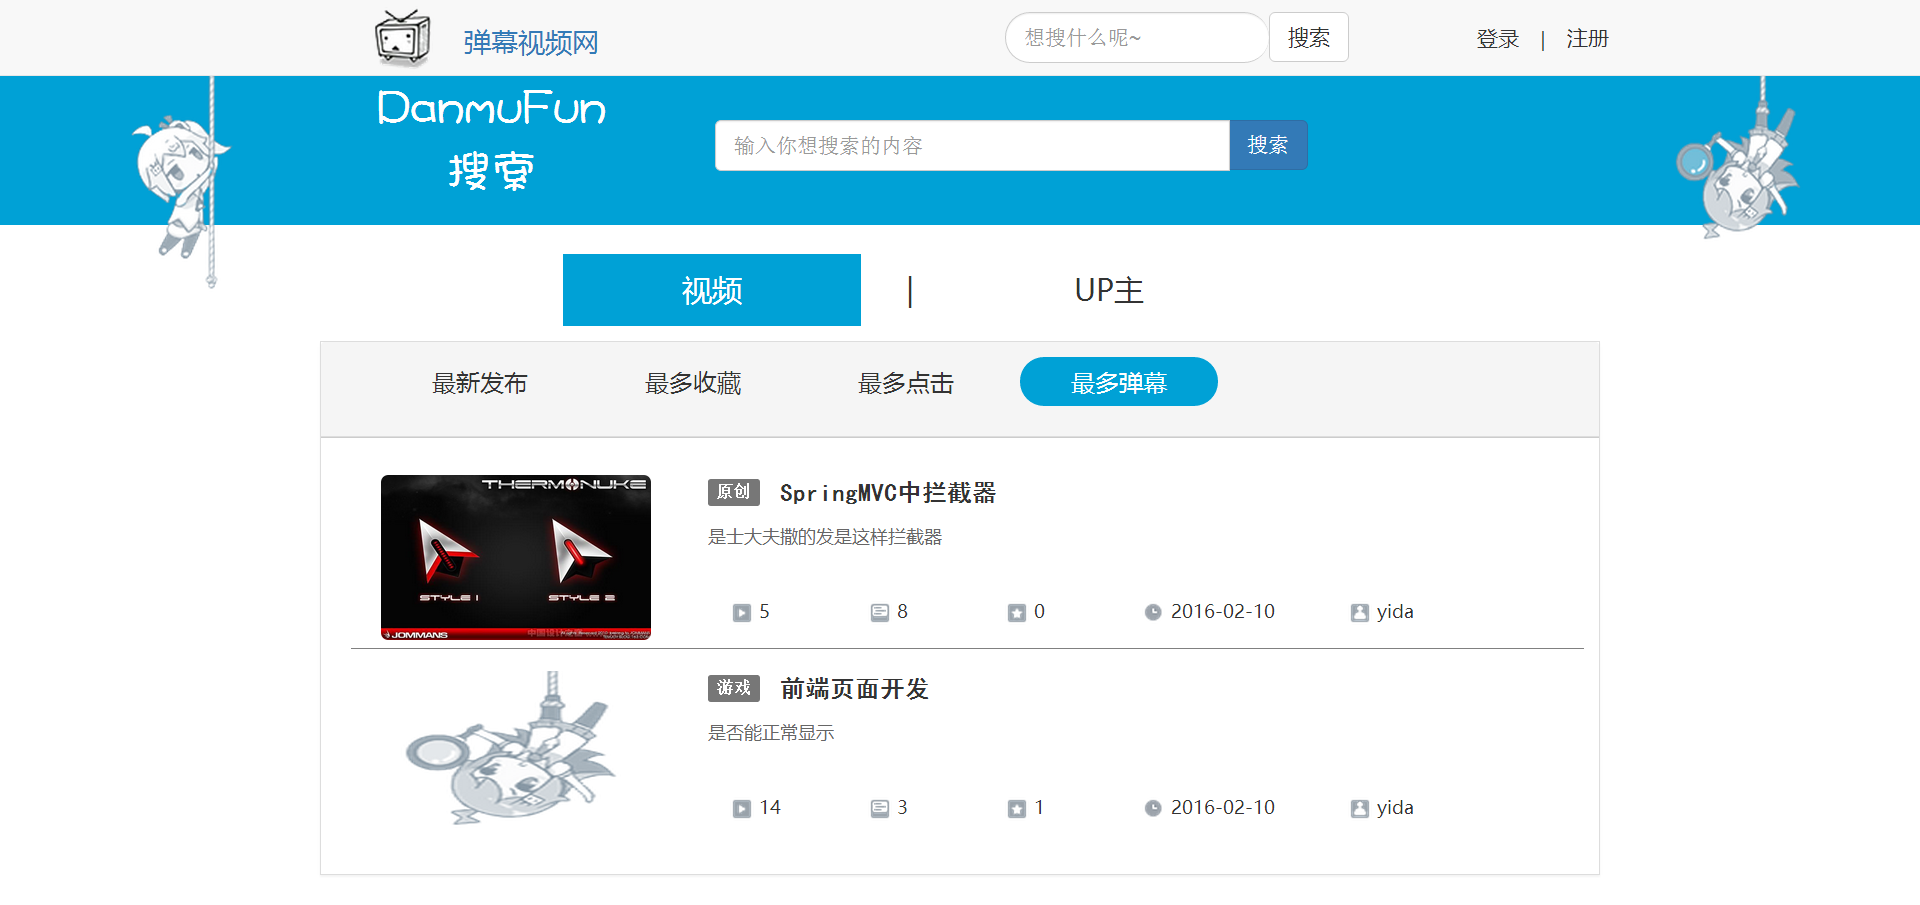 弹幕视频网
想搜什么呢~
搜索
登录 | 注册
DanmuFun
搜索
输入你想搜索的内容
搜索
视频 | UP主
最新发布 最多收藏 最多点击 最多弹幕
THERMONUKE
STYLE 1 STYLE 2
JOMMANS
原创 SpringMVC中拦截器
是士大夫撒的发是这样拦截器
5 8 0 2016-02-10 yida
游戏 前端页面开发
是否能正常显示
14 3 1 2016-02-10 yida